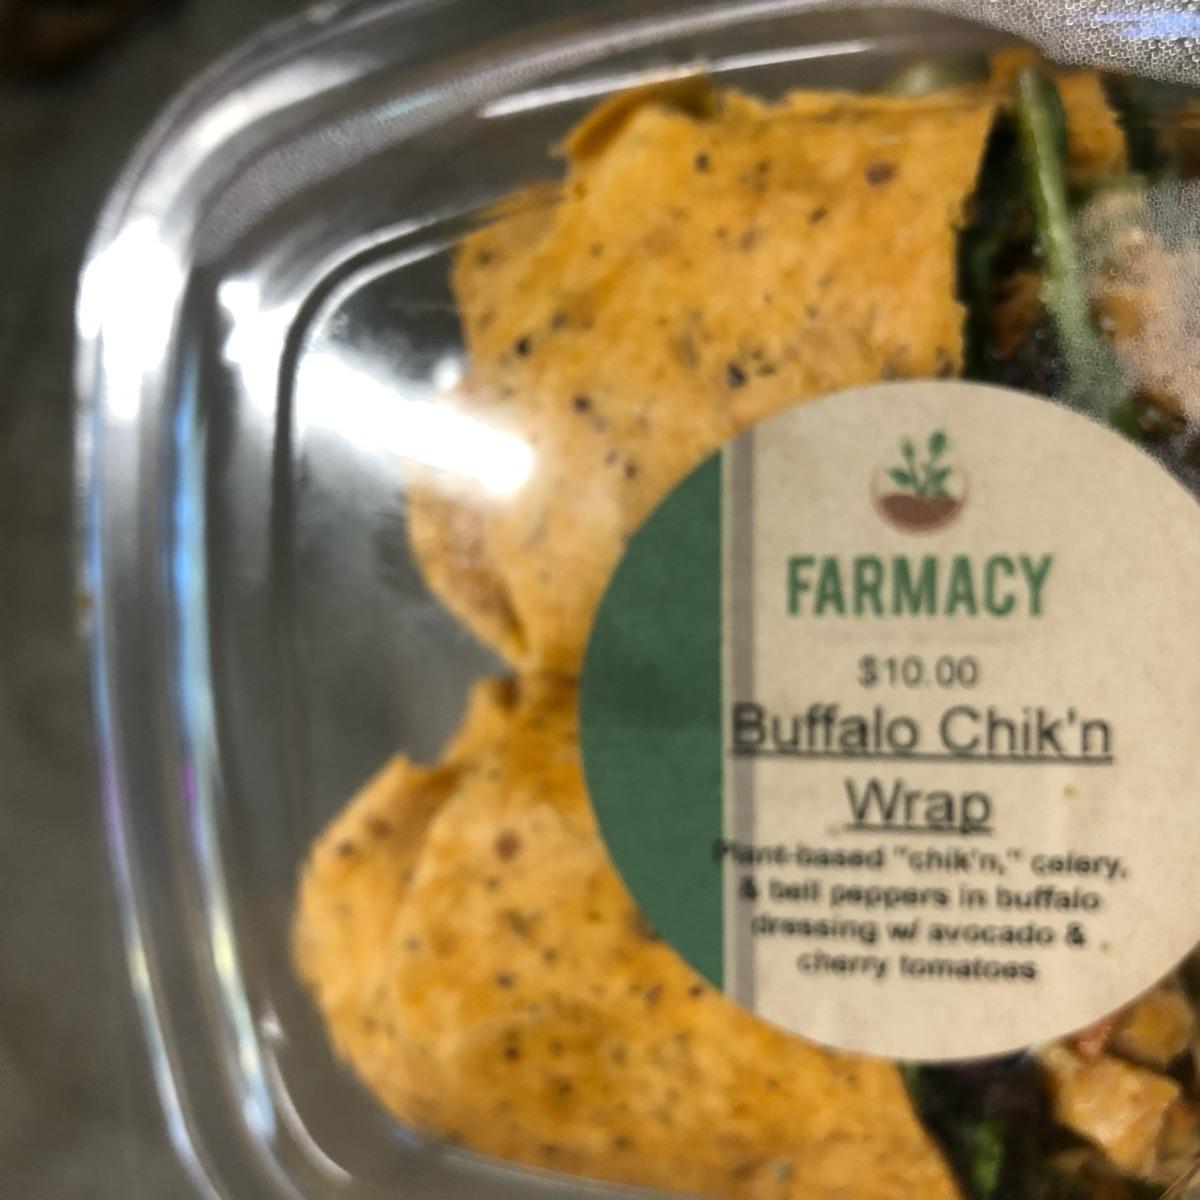 FARMACY
$10.00
Buffalo Chik'n
Wrap
Plant-based "chik'n," celery,
& bell peppers in buffalo
dressing w/ avocado &
cherry tomatoes